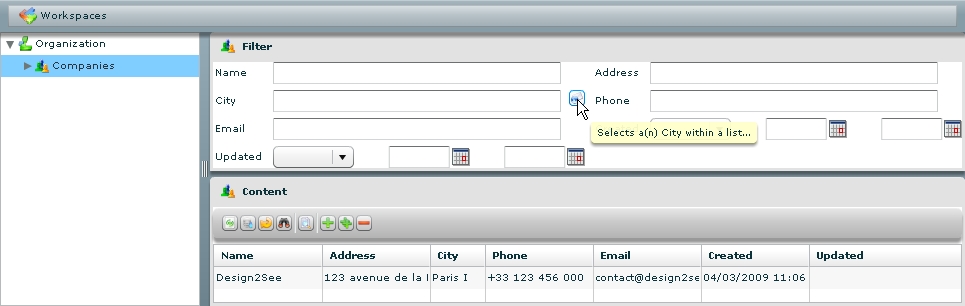 Workspaces
Organization
Companies
Filter
Name
Address
City
Phone
Email
Selects a(n) City within a list...
Updated
Content
Name Address City Phone Email Created Updated
Design2See 123 avenue de la Paris I +33 123 456 000 contact@design2se 04/03/2009 11:06